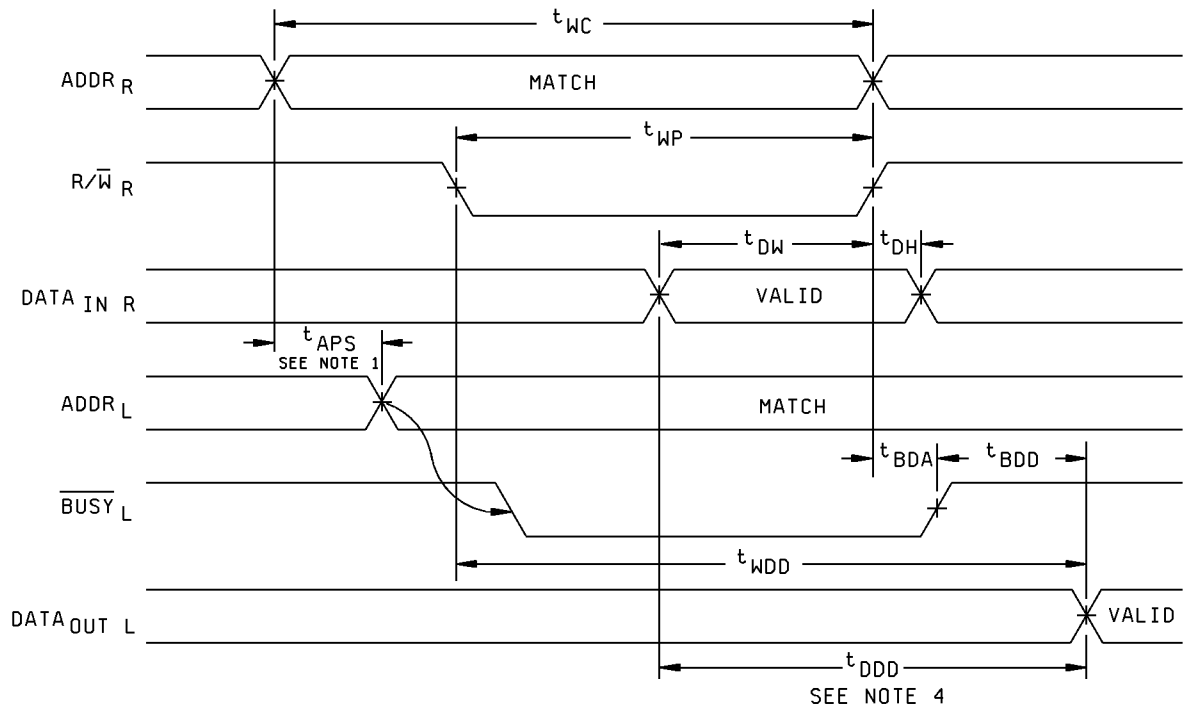 tWC
ADDR R
MATCH
tWP
R/W̅ R
tDW
tDH
DATA IN R
VALID
tAPS
SEE NOTE 1
ADDR L
MATCH
tBDA
tBDD
B̅U̅S̅Y̅ L
tWDD
DATA OUT L
VALID
tDDD
SEE NOTE 4